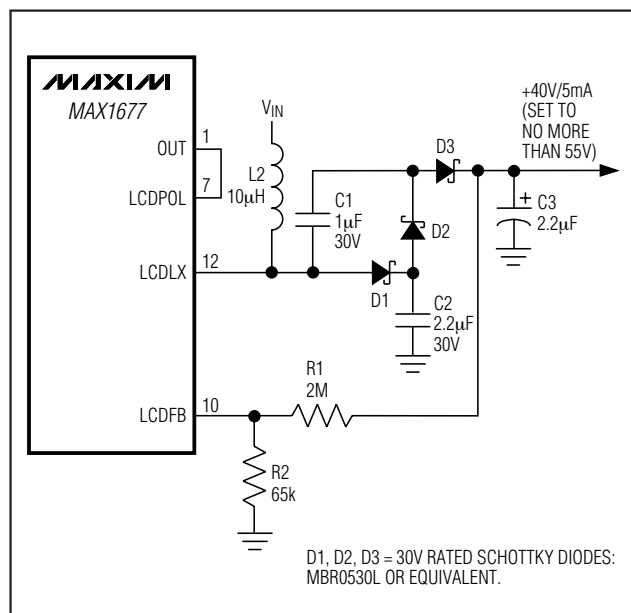 MAXIM
MAX1677
OUT
1
LCDPOL
7
LCDLX
12
LCDFB
10
VIN
L2
10µH
C1
1µF
30V
D1
D2
D3
C2
2.2µF
30V
+40V/5mA
(SET TO
NO MORE
THAN 55V)
+
C3
2.2µF
R1
2M
R2
65k
D1, D2, D3 = 30V RATED SCHOTTKY DIODES:
MBR0530L OR EQUIVALENT.